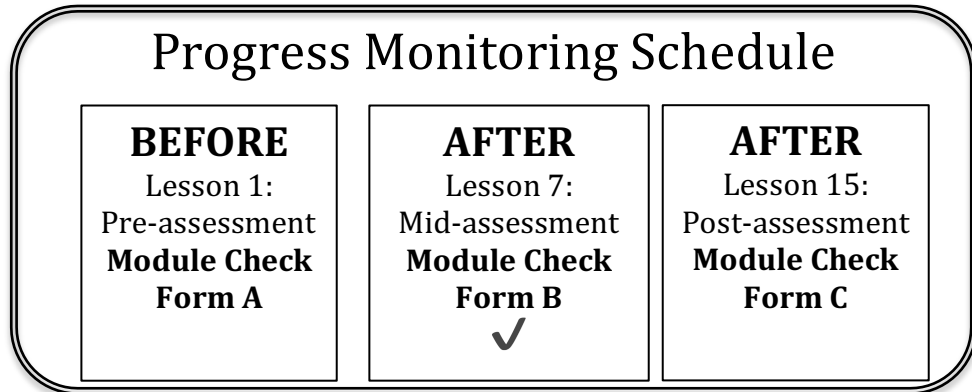 Progress Monitoring Schedule
BEFORE
Lesson 1:
Pre-assessment
Module Check
Form A
AFTER
Lesson 7:
Mid-assessment
Module Check
Form B
✓
AFTER
Lesson 15:
Post-assessment
Module Check
Form C